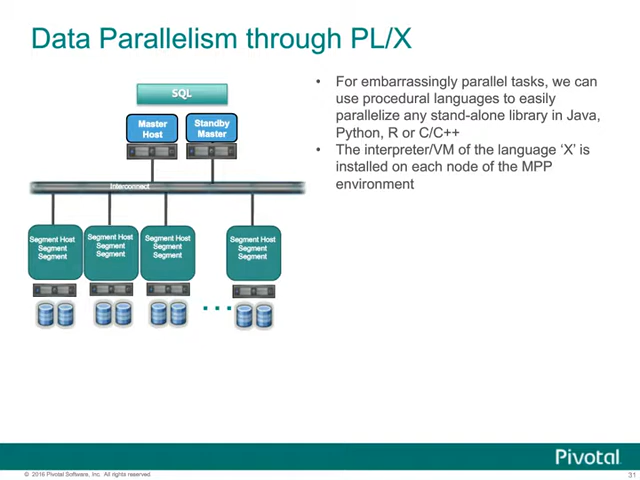 Data Parallelism through PL/X
SQL
Master
Host
Standby
Master
Interconnect
Segment Host
Segment
Segment
Segment Host
Segment
Segment
Segment Host
Segment
Segment
Segment Host
Segment
Segment
...
• For embarrassingly parallel tasks, we can
use procedural languages to easily
parallelize any stand-alone library in Java,
Python, R or C/C++
• The interpreter/VM of the language ‘X’ is
installed on each node of the MPP
environment
Pivotal
© 2016 Pivotal Software, Inc. All rights reserved
31